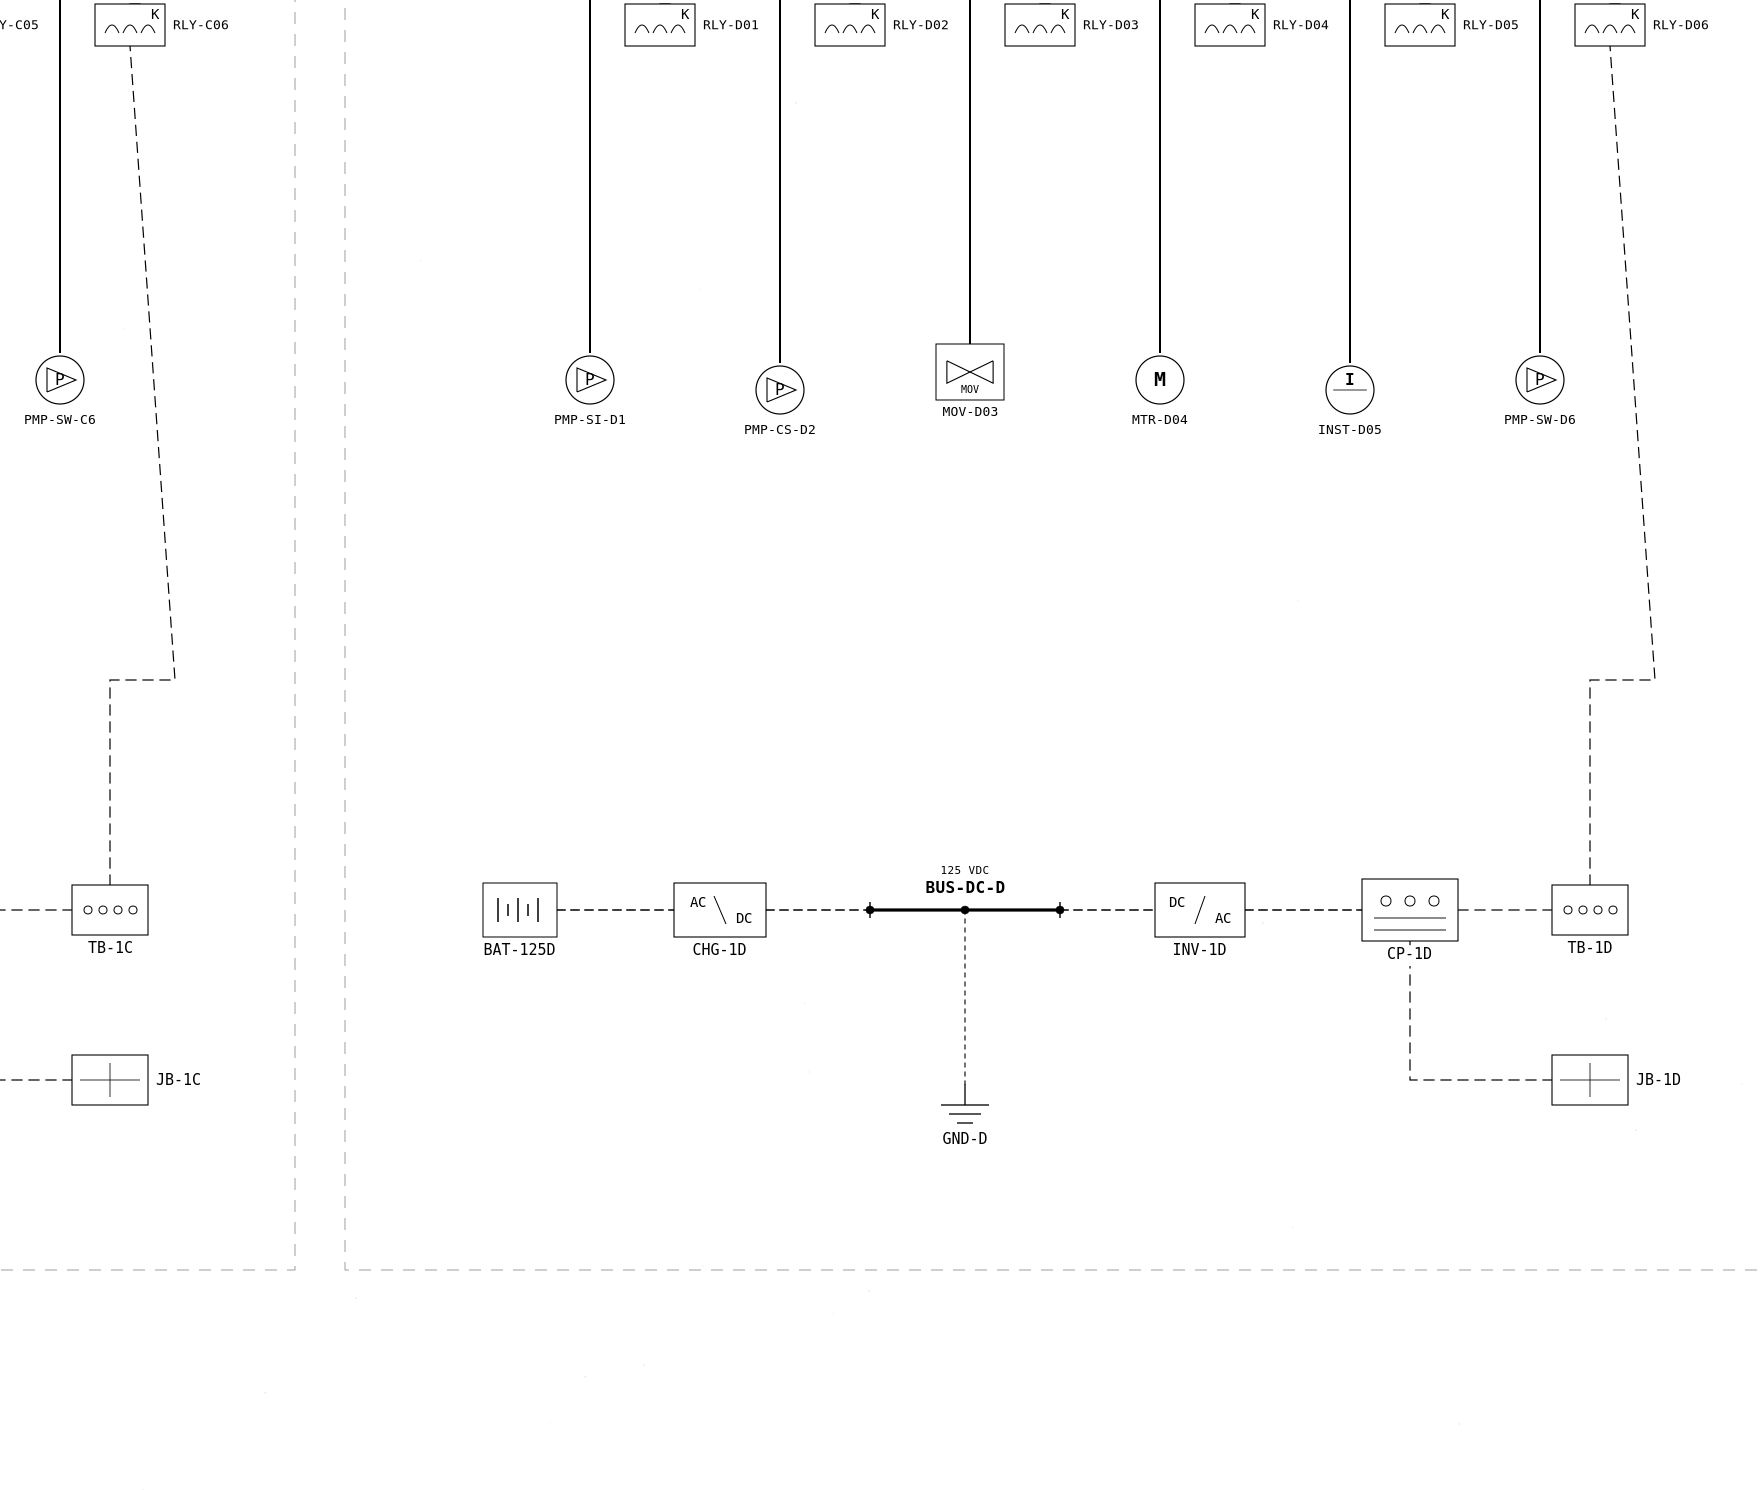 Y-C05
K
RLY-C06
K
RLY-D01
K
RLY-D02
K
RLY-D03
K
RLY-D04
K
RLY-D05
K
RLY-D06
P
PMP-SW-C6
P
PMP-SI-D1
P
PMP-CS-D2
MOV
MOV-D03
M
MTR-D04
I
INST-D05
P
PMP-SW-D6
125 VDC
BUS-DC-D
TB-1C
BAT-125D
AC
DC
CHG-1D
DC
AC
INV-1D
CP-1D
TB-1D
JB-1C
JB-1D
GND-D